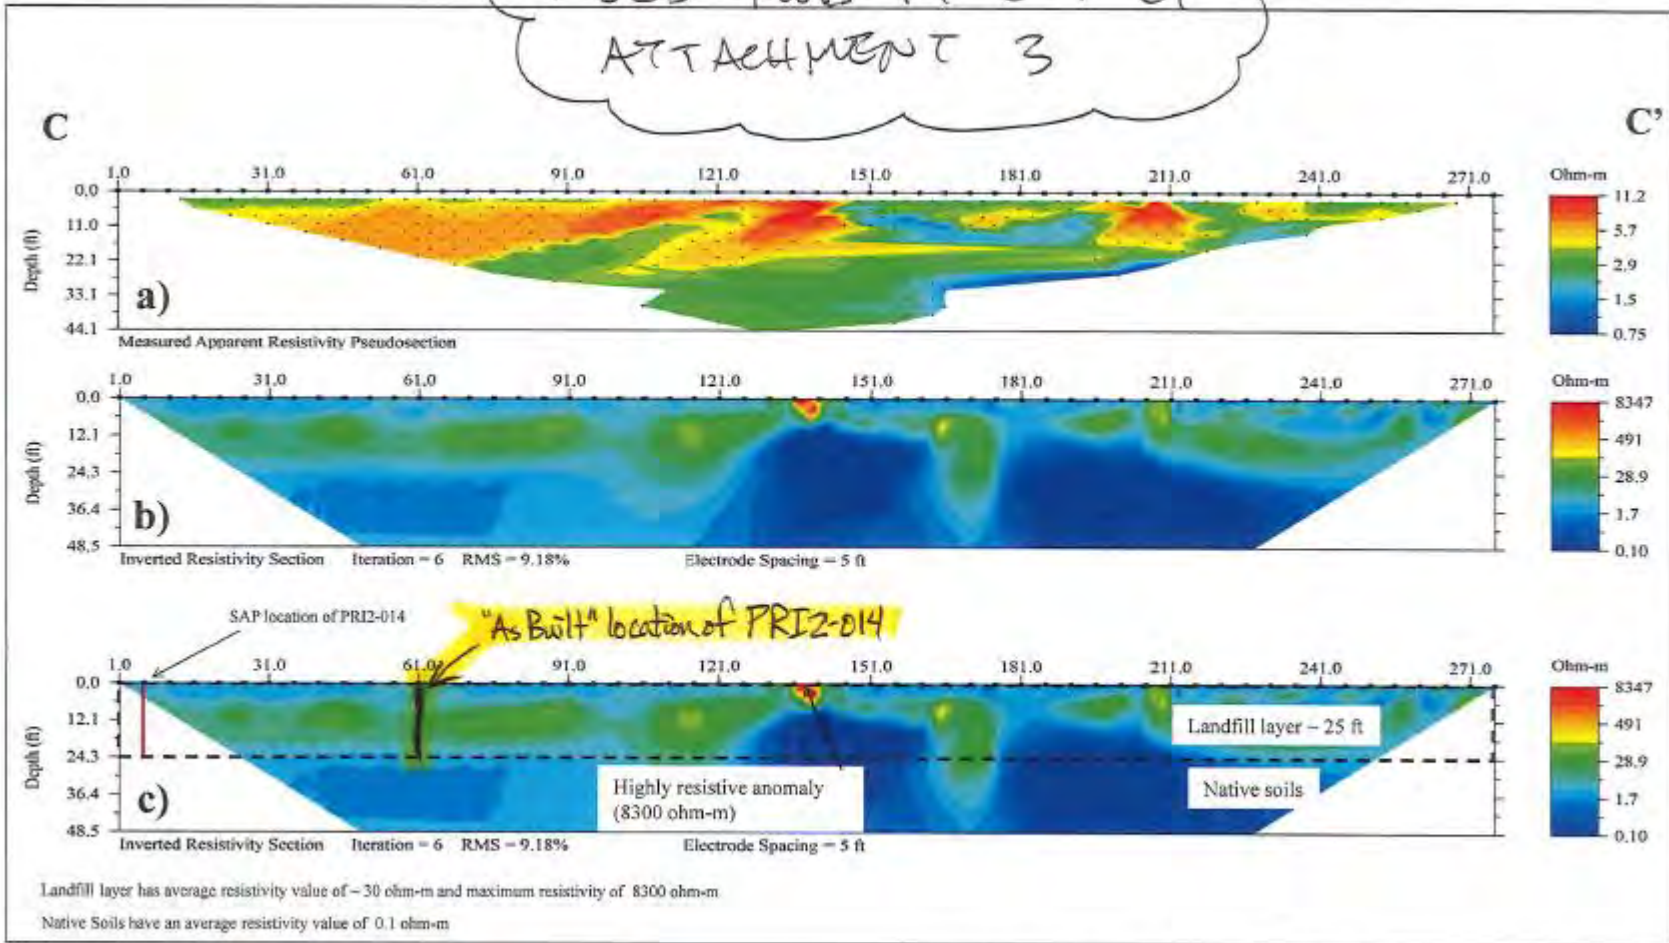 ATTACHMENT 3
C C'
1.0 31.0 61.0 91.0 121.0 151.0 181.0 211.0 241.0 271.0
Ohm-m
0.0
11.0
22.1
33.1
44.1
Depth (ft)
a)
11.2
5.7
2.9
1.5
0.75
Measured Apparent Resistivity Pseudosection
1.0 31.0 61.0 91.0 121.0 151.0 181.0 211.0 241.0 271.0
Ohm-m
0.0
12.1
24.3
36.4
48.5
Depth (ft)
b)
8347
491
28.9
1.7
0.10
Inverted Resistivity Section Iteration = 6 RMS = 9.18% Electrode Spacing = 5 ft
SAP location of PRI2-014
"As Built" location of PRI2-014
1.0 31.0 61.0 91.0 121.0 151.0 181.0 211.0 241.0 271.0
Ohm-m
0.0
12.1
24.3
36.4
48.5
Depth (ft)
c)
Landfill layer ~ 25 ft
Highly resistive anomaly
(8300 ohm-m)
Native soils
8347
491
28.9
1.7
0.10
Inverted Resistivity Section Iteration = 6 RMS = 9.18% Electrode Spacing = 5 ft
Landfill layer has average resistivity value of ~ 30 ohm-m and maximum resistivity of 8300 ohm-m
Native Soils have an average resistivity value of 0.1 ohm-m